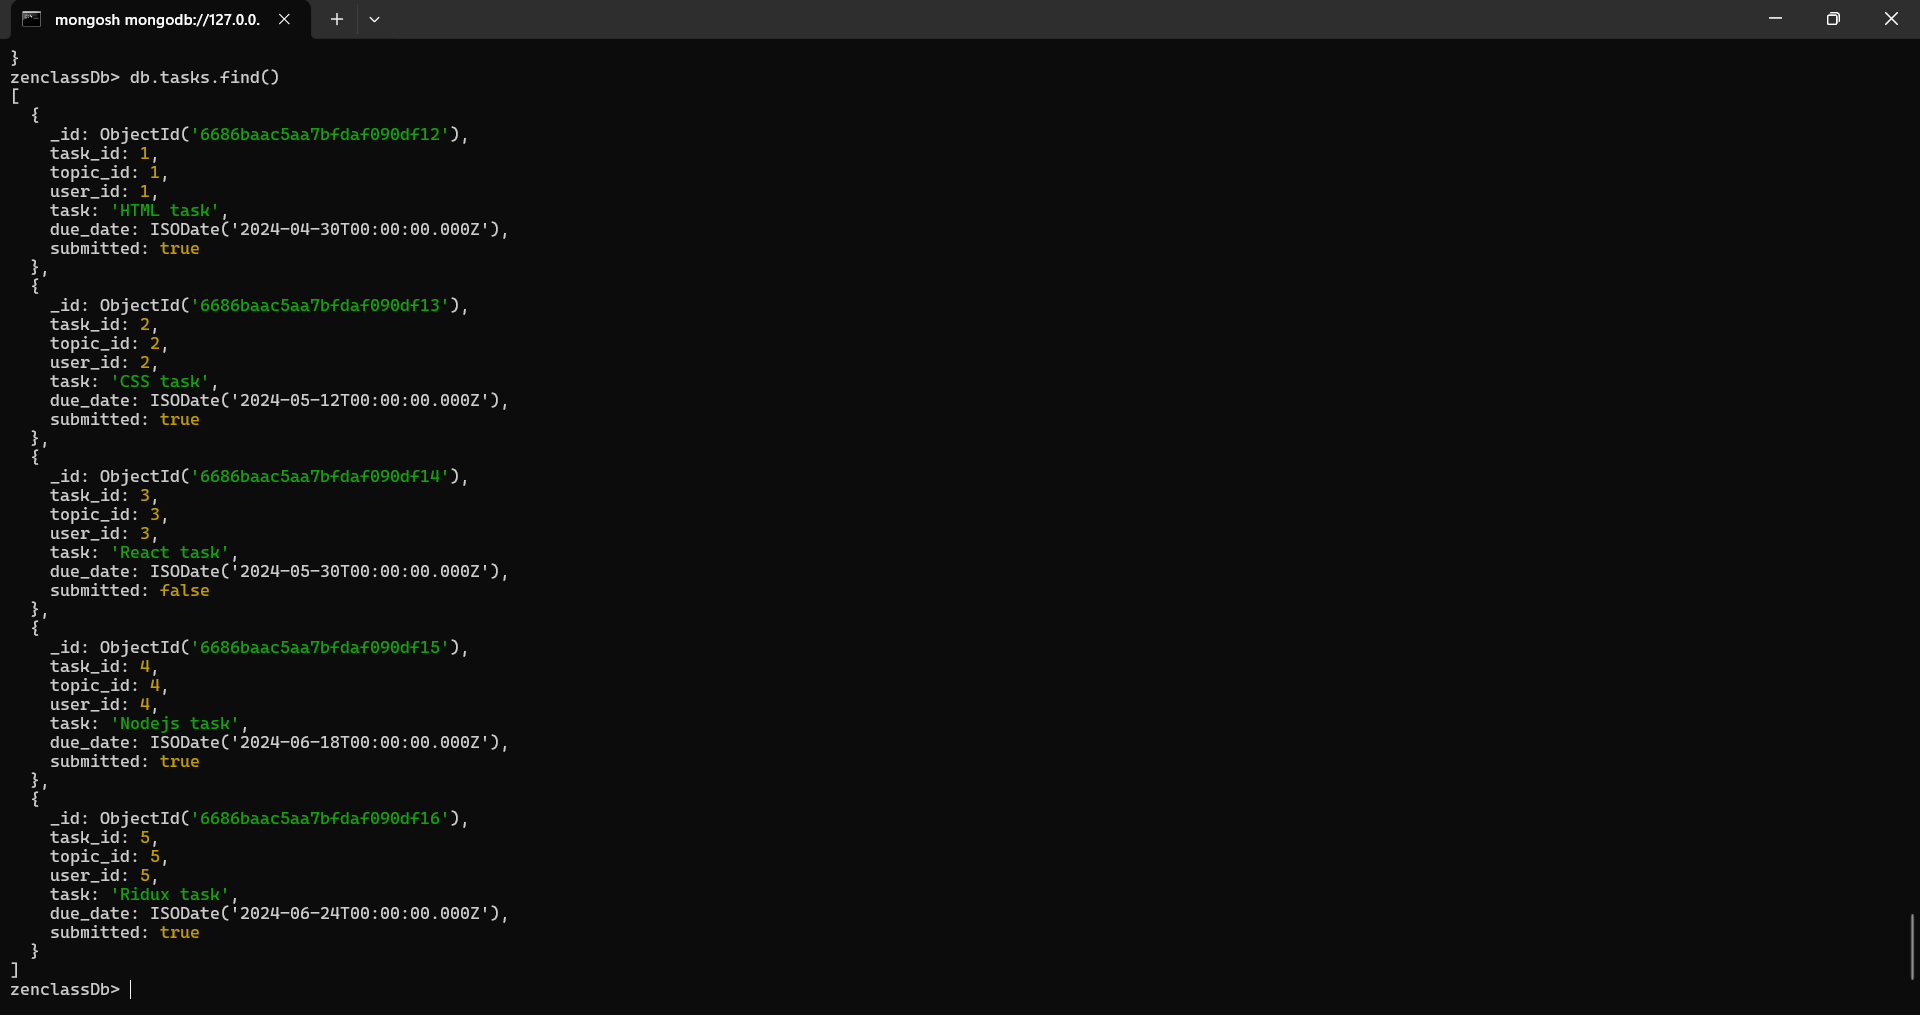 mongosh mongodb://127.0.0.
}
zenclassDb> db.tasks.find()
[
  {
    _id: ObjectId('6686baac5aa7bfdaf090df12'),
    task_id: 1,
    topic_id: 1,
    user_id: 1,
    task: 'HTML task',
    due_date: ISODate('2024-04-30T00:00:00.000Z'),
    submitted: true
  },
  {
    _id: ObjectId('6686baac5aa7bfdaf090df13'),
    task_id: 2,
    topic_id: 2,
    user_id: 2,
    task: 'CSS task',
    due_date: ISODate('2024-05-12T00:00:00.000Z'),
    submitted: true
  },
  {
    _id: ObjectId('6686baac5aa7bfdaf090df14'),
    task_id: 3,
    topic_id: 3,
    user_id: 3,
    task: 'React task',
    due_date: ISODate('2024-05-30T00:00:00.000Z'),
    submitted: false
  },
  {
    _id: ObjectId('6686baac5aa7bfdaf090df15'),
    task_id: 4,
    topic_id: 4,
    user_id: 4,
    task: 'Nodejs task',
    due_date: ISODate('2024-06-18T00:00:00.000Z'),
    submitted: true
  },
  {
    _id: ObjectId('6686baac5aa7bfdaf090df16'),
    task_id: 5,
    topic_id: 5,
    user_id: 5,
    task: 'Ridux task',
    due_date: ISODate('2024-06-24T00:00:00.000Z'),
    submitted: true
  }
]
zenclassDb>